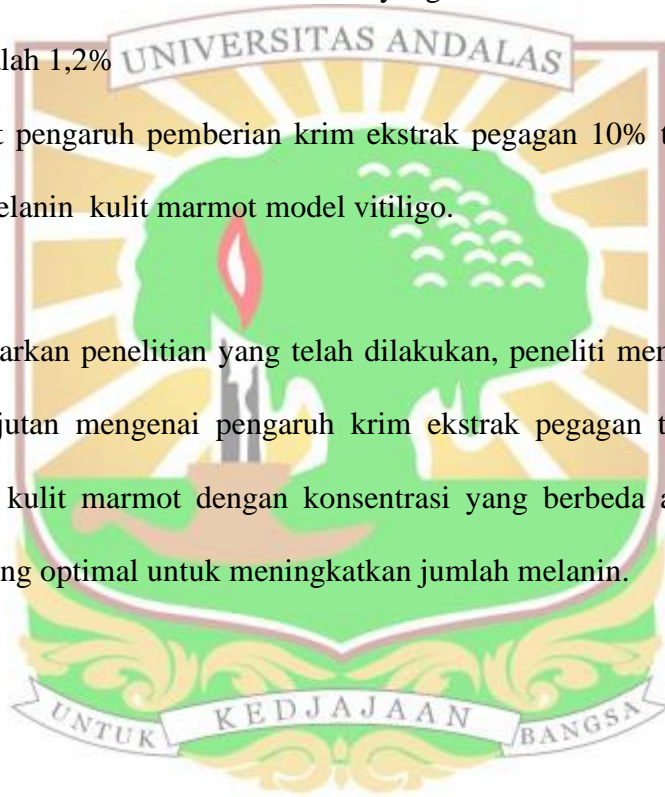 UNIVERSITAS ANDALAS
alah 1,2%
pengaruh pemberian krim ekstrak pegagan 10% t
elanin kulit marmot model vitiligo.
arkan penelitian yang telah dilakukan, peneliti men
jutan mengenai pengaruh krim ekstrak pegagan t
kulit marmot dengan konsentrasi yang berbeda a
ng optimal untuk meningkatkan jumlah melanin.
UNTUK KEDJAJAAN BANGSA